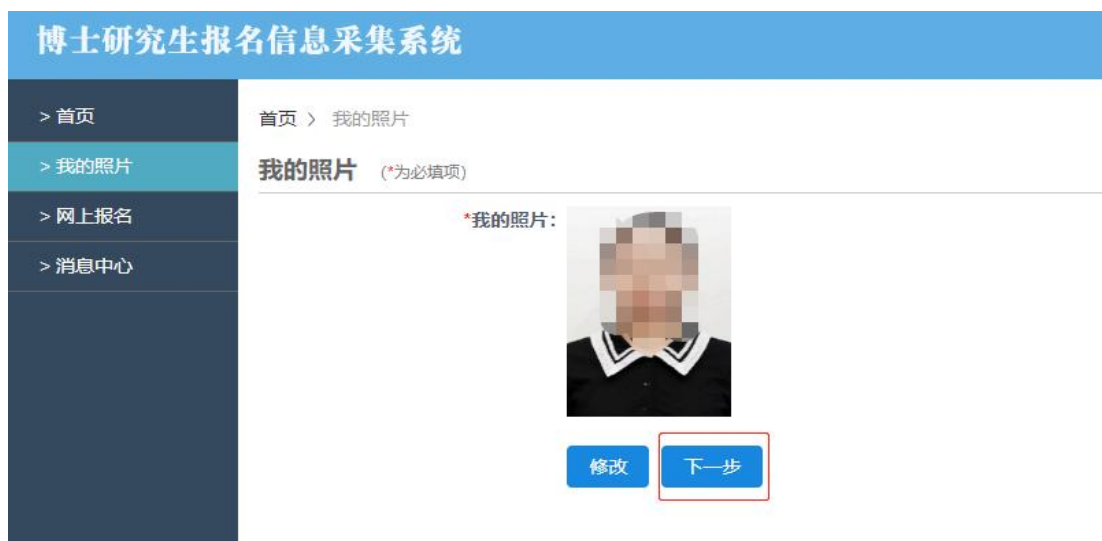 博士研究生报名信息采集系统
> 首页
> 我的照片
> 网上报名
> 消息中心
首页 > 我的照片
我的照片 (*为必填项)
*我的照片：
修改
下一步